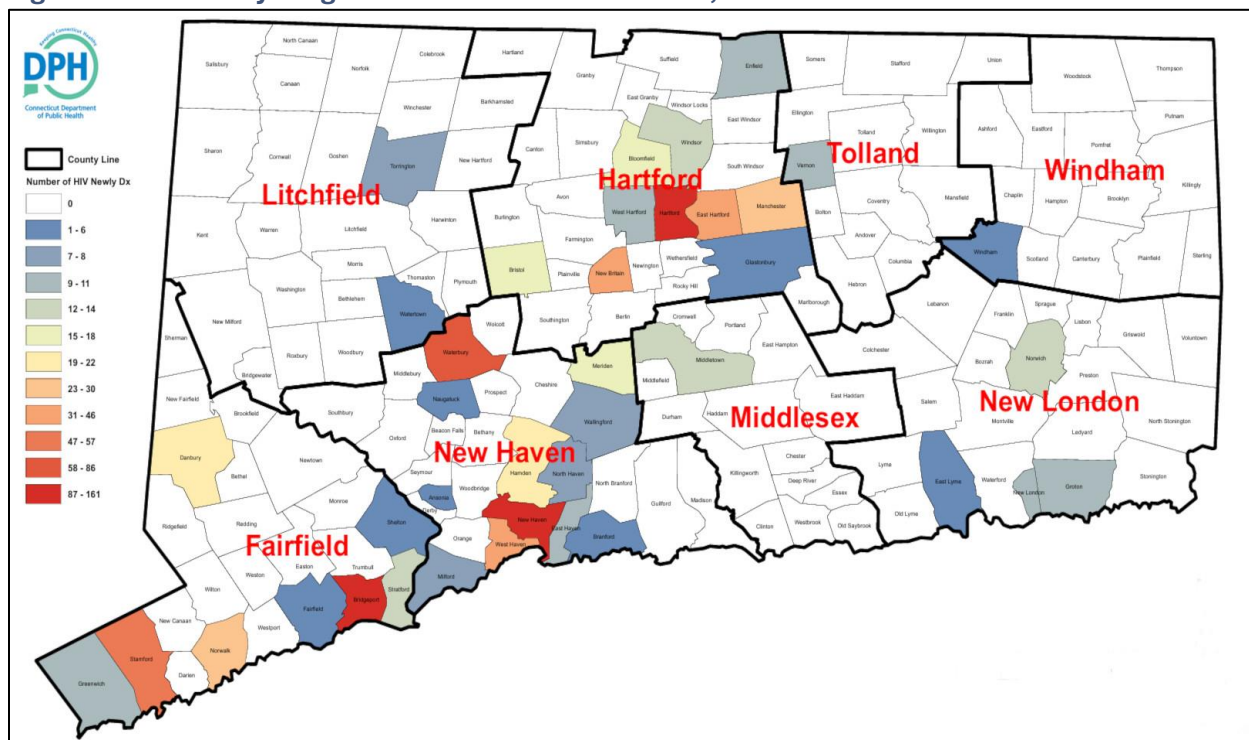 Keeping Connecticut Healthy
DPH
Connecticut Department
of Public Health
County Line
Number of HIV Newly Dx
0
1 - 6
7 - 8
9 - 11
12 - 14
15 - 18
19 - 22
23 - 30
31 - 46
47 - 57
58 - 86
87 - 161
Litchfield
Hartford
Tolland
Windham
New Haven
Middlesex
New London
Fairfield
Salisbury
North Canaan
Canaan
Norfolk
Colebrook
Hartland
Granby
Suffield
Enfield
Somers
Stafford
Union
Woodstock
Thompson
Winchester
Barkhamsted
East Granby
Windsor Locks
East Windsor
Ellington
Tolland
Willington
Ashford
Eastford
Pomfret
Putnam
Sharon
Cornwall
Goshen
Torrington
New Hartford
Canton
Simsbury
Bloomfield
Windsor
South Windsor
Vernon
Killingly
Kent
Warren
Litchfield
Harwinton
Burlington
Avon
Farmington
West Hartford
Hartford
East Hartford
Manchester
Bolton
Coventry
Mansfield
Chaplin
Hampton
Brooklyn
Andover
Columbia
Windham
Scotland
Canterbury
Plainfield
Sterling
Washington
Morris
Bethlehem
Watertown
Thomaston
Plymouth
Bristol
Plainville
New Britain
Newington
Wethersfield
Rocky Hill
Glastonbury
Hebron
Marlborough
Lebanon
Franklin
Sprague
Lisbon
Griswold
Voluntown
Sherman
New Milford
Bridgewater
Roxbury
Woodbury
Middlebury
Waterbury
Wolcott
Southington
Berlin
Cromwell
Portland
East Hampton
Colchester
Bozrah
Norwich
Preston
New Fairfield
Brookfield
Southbury
Naugatuck
Prospect
Cheshire
Meriden
Middlefield
Middletown
Haddam
East Haddam
Salem
Montville
Ledyard
North Stonington
Danbury
Bethel
Newtown
Oxford
Beacon Falls
Bethany
Hamden
Wallingford
Durham
Killingworth
Chester
Deep River
Essex
Lyme
East Lyme
Waterford
New London
Groton
Stonington
Ridgefield
Redding
Monroe
Seymour
Ansonia
Derby
Woodbridge
North Haven
North Branford
Guilford
Madison
Clinton
Westbrook
Old Saybrook
Old Lyme
Shelton
Orange
New Haven
West Haven
East Haven
Branford
Wilton
Weston
Easton
Trumbull
Stratford
Milford
New Canaan
Norwalk
Westport
Fairfield
Bridgeport
Greenwich
Stamford
Darien